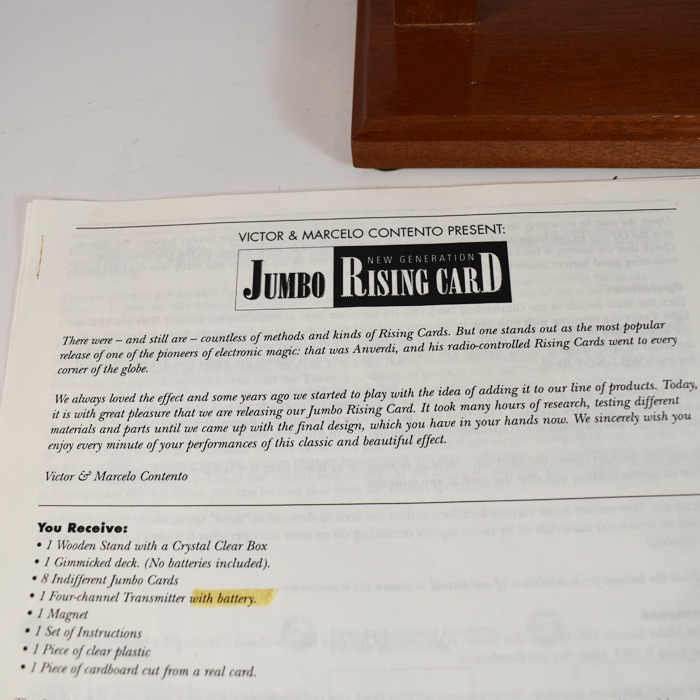 VICTOR & MARCELO CONTENTO PRESENT:
JUMBO NEW GENERATION RISING CARD
There were – and still are – countless of methods and kinds of Rising Cards. But one stands out as the most popular
release of one of the pioneers of electronic magic: that was Anverdi, and his radio-controlled Rising Cards went to every
corner of the globe.
We always loved the effect and some years ago we started to play with the idea of adding it to our line of products. Today,
it is with great pleasure that we are releasing our Jumbo Rising Card. It took many hours of research, testing different
materials and parts until we came up with the final design, which you have in your hands now. We sincerely wish you
enjoy every minute of your performances of this classic and beautiful effect.
Victor & Marcelo Contento
You Receive:
• 1 Wooden Stand with a Crystal Clear Box
• 1 Gimmicked deck. (No batteries included).
• 8 Indifferent Jumbo Cards
• 1 Four-channel Transmitter with battery.
• 1 Magnet
• 1 Set of Instructions
• 1 Piece of clear plastic
• 1 Piece of cardboard cut from a real card.